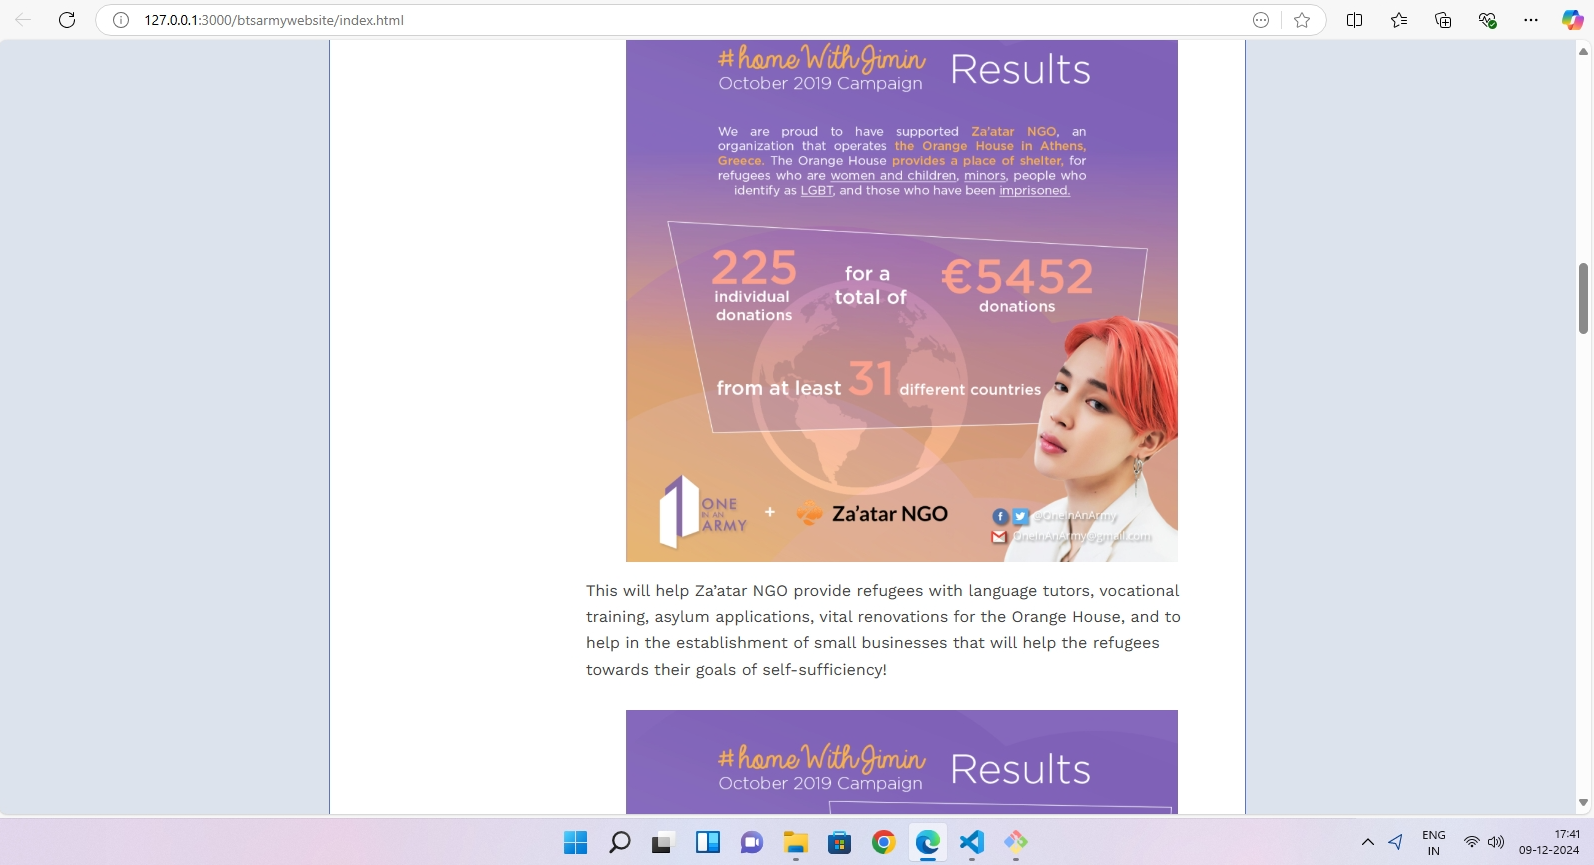 127.0.0.1:3000/btsarmywebsite/index.html
#homeWithJimin
October 2019 Campaign
Results
We are proud to have supported Za'atar NGO, an
organization that operates the Orange House in Athens,
Greece. The Orange House provides a place of shelter, for
refugees who are women and children, minors, people who
identify as LGBT, and those who have been imprisoned.
225
individual
donations
for a
total of
€5452
donations
from at least 31 different countries
ONE
IN AN
ARMY
+
Za'atar NGO
@OneInAnArmy
OneInAnArmy@gmail.com
This will help Za’atar NGO provide refugees with language tutors, vocational
training, asylum applications, vital renovations for the Orange House, and to
help in the establishment of small businesses that will help the refugees
towards their goals of self-sufficiency!
#homeWithJimin
October 2019 Campaign
Results
ENG
IN
17:41
09-12-2024